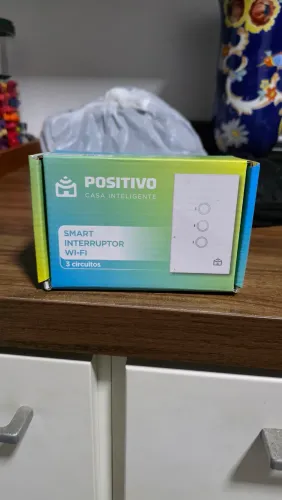 POSITIVO
CASA INTELIGENTE
SMART
INTERRUPTOR
WI-FI
3 circuitos